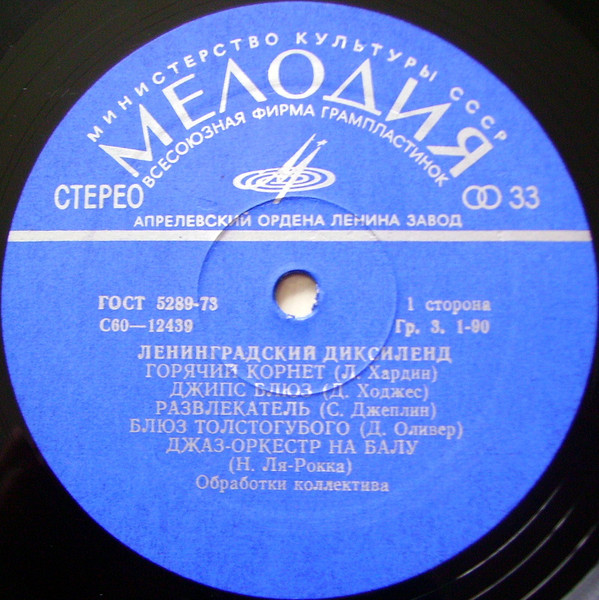 МИНИСТЕРСТВО КУЛЬТУРЫ СССР
МЕЛОДИЯ
ВСЕСОЮЗНАЯ ФИРМА ГРАМПЛАСТИНОК
СТЕРЕО 33
АПРЕЛЕВСКИЙ ОРДЕНА ЛЕНИНА ЗАВОД
ГОСТ 5289-73 1 сторона
С60—12439 Гр. 3. 1-90
ЛЕНИНГРАДСКИЙ ДИКСИЛЕНД
ГОРЯЧИЙ КОРНЕТ (Л. Хардин)
ДЖИПС БЛЮЗ (Д. Ходжес)
РАЗВЛЕКАТЕЛЬ (С. Джеплин)
БЛЮЗ ТОЛСТОГУБОГО (Д. Оливер)
ДЖАЗ-ОРКЕСТР НА БАЛУ
(Н. Ля-Рокка)
Обработки коллектива